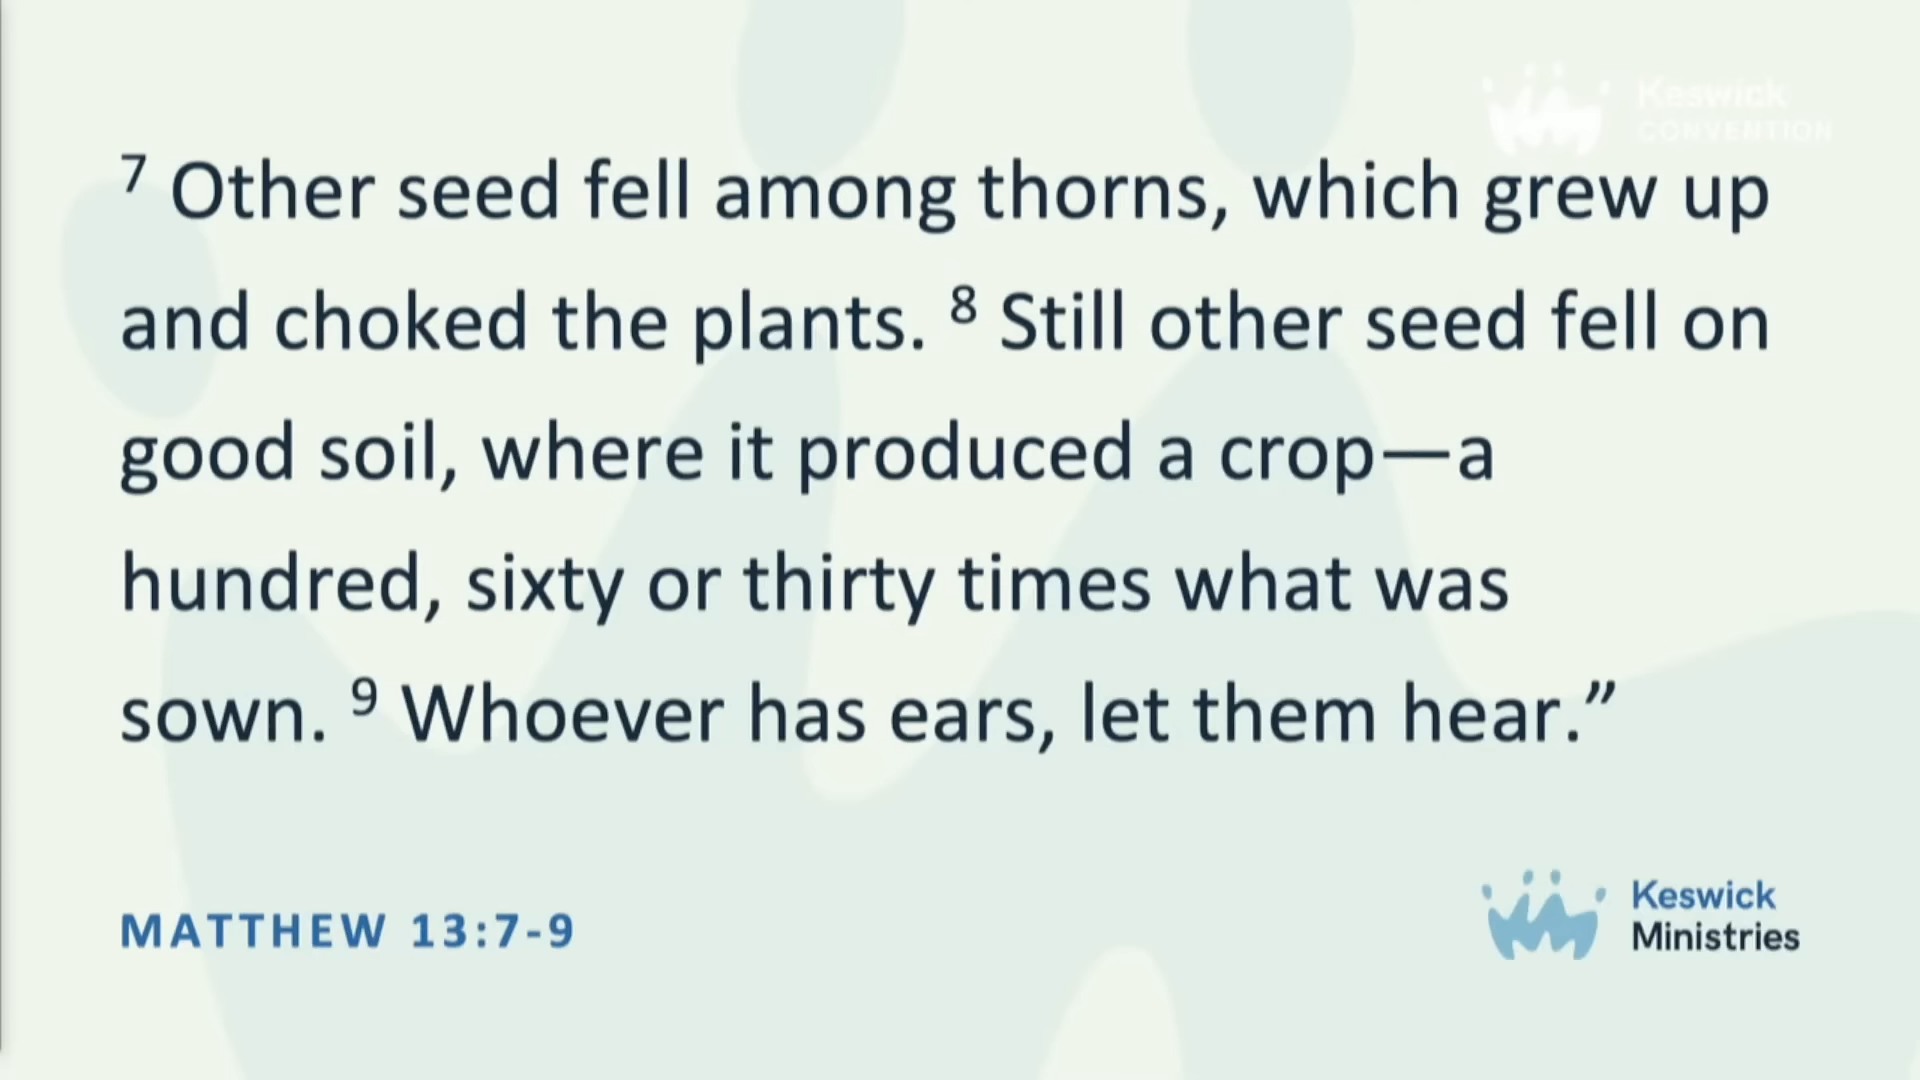 Keswick
CONVENTION
7 Other seed fell among thorns, which grew up
and choked the plants. 8 Still other seed fell on
good soil, where it produced a crop—a
hundred, sixty or thirty times what was
sown. 9 Whoever has ears, let them hear.”
MATTHEW 13:7-9
Keswick
Ministries